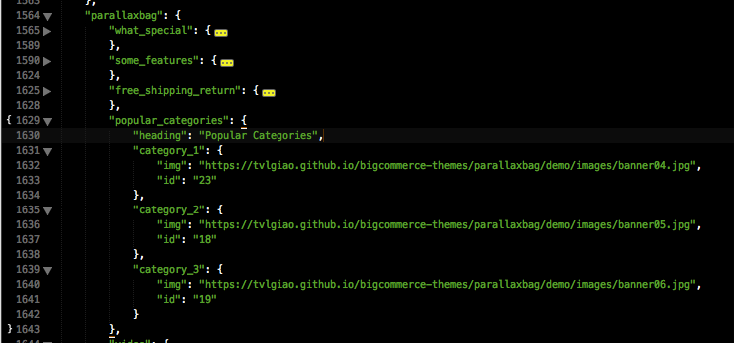 1563 },
1564 "parallaxbag": {
1565 "what_special": {
1589 },
1590 "some_features": {
1624 },
1625 "free_shipping_return": {
1628 },
{ 1629 "popular_categories": {
1630 "heading": "Popular Categories",
1631 "category_1": {
1632 "img": "https://tvlgiao.github.io/bigcommerce-themes/parallaxbag/demo/images/banner04.jpg",
1633 "id": "23"
1634 },
1635 "category_2": {
1636 "img": "https://tvlgiao.github.io/bigcommerce-themes/parallaxbag/demo/images/banner05.jpg",
1637 "id": "18"
1638 },
1639 "category_3": {
1640 "img": "https://tvlgiao.github.io/bigcommerce-themes/parallaxbag/demo/images/banner06.jpg",
1641 "id": "19"
1642 }
} 1643 },
1644 "video": {